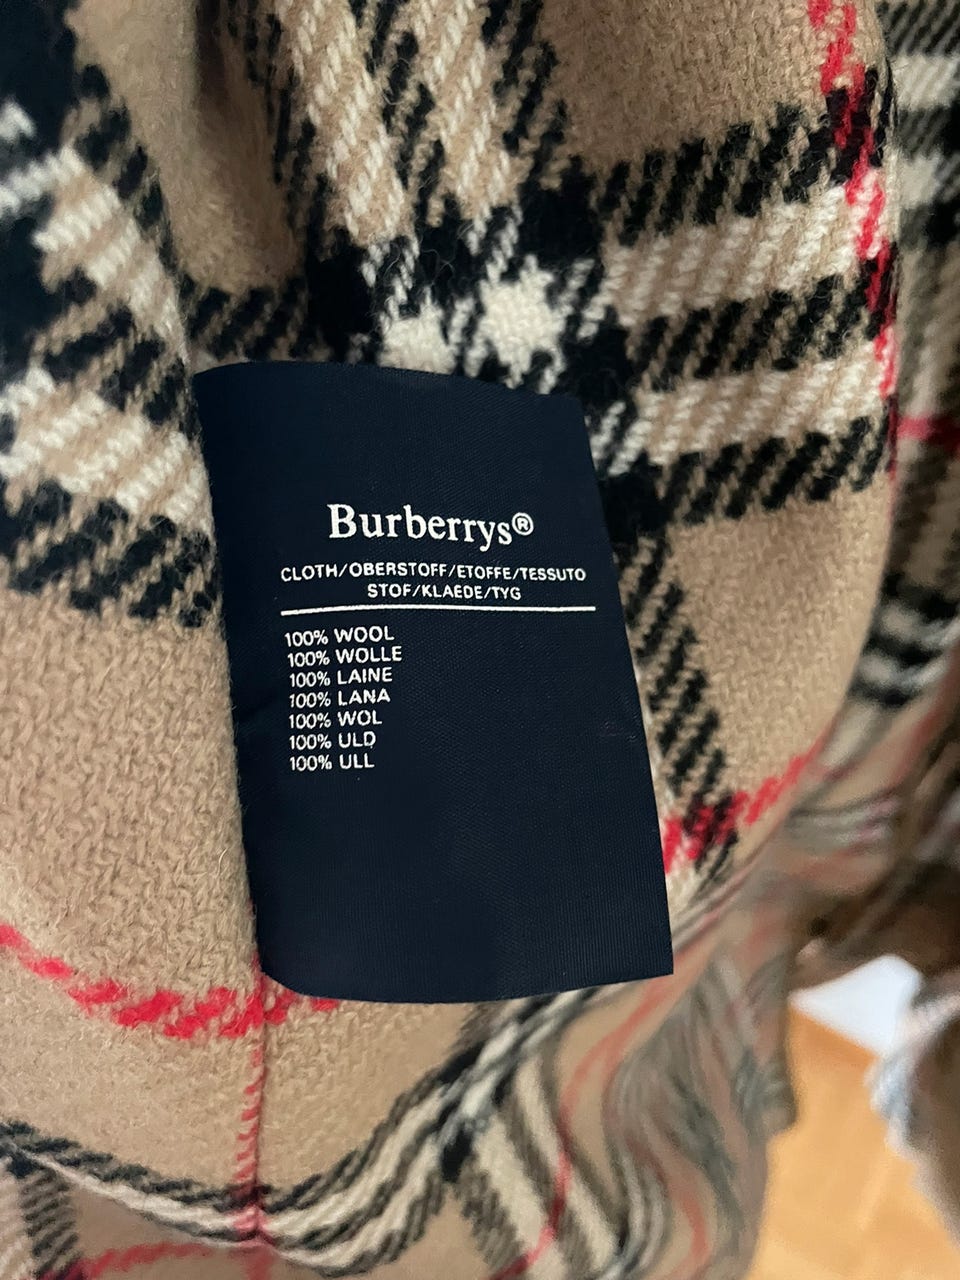 Burberrys®
CLOTH/OBERSTOFF/ETOFFE/TESSUTO
STOF/KLAEDE/TYG
100% WOOL
100% WOLLE
100% LAINE
100% LANA
100% WOL
100% ULD
100% ULL